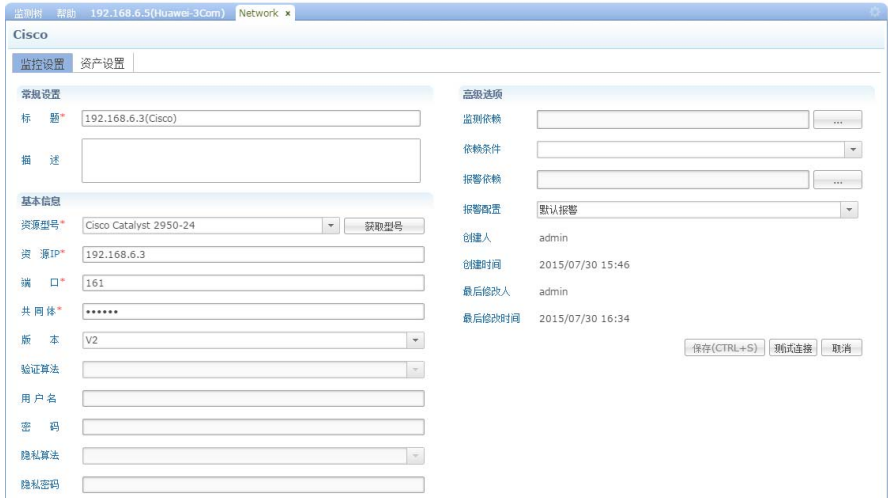 监测树 帮助 192.168.6.5(Huawei-3Com) Network ×
Cisco
监控设置 资产设置
常规设置
标 题* 192.168.6.3(Cisco)
描 述
基本信息
资源型号* Cisco Catalyst 2950-24 获取型号
资 源IP* 192.168.6.3
端 口* 161
共 同 体* ••••••
版 本 V2
验证算法
用 户 名
密 码
隐私算法
隐私密码
高级选项
监测依赖 ...
依赖条件
报警依赖 ...
报警配置 默认报警
创建人 admin
创建时间 2015/07/30 15:46
最后修改人 admin
最后修改时间 2015/07/30 16:34
保存(CTRL+S) 测试连接 取消